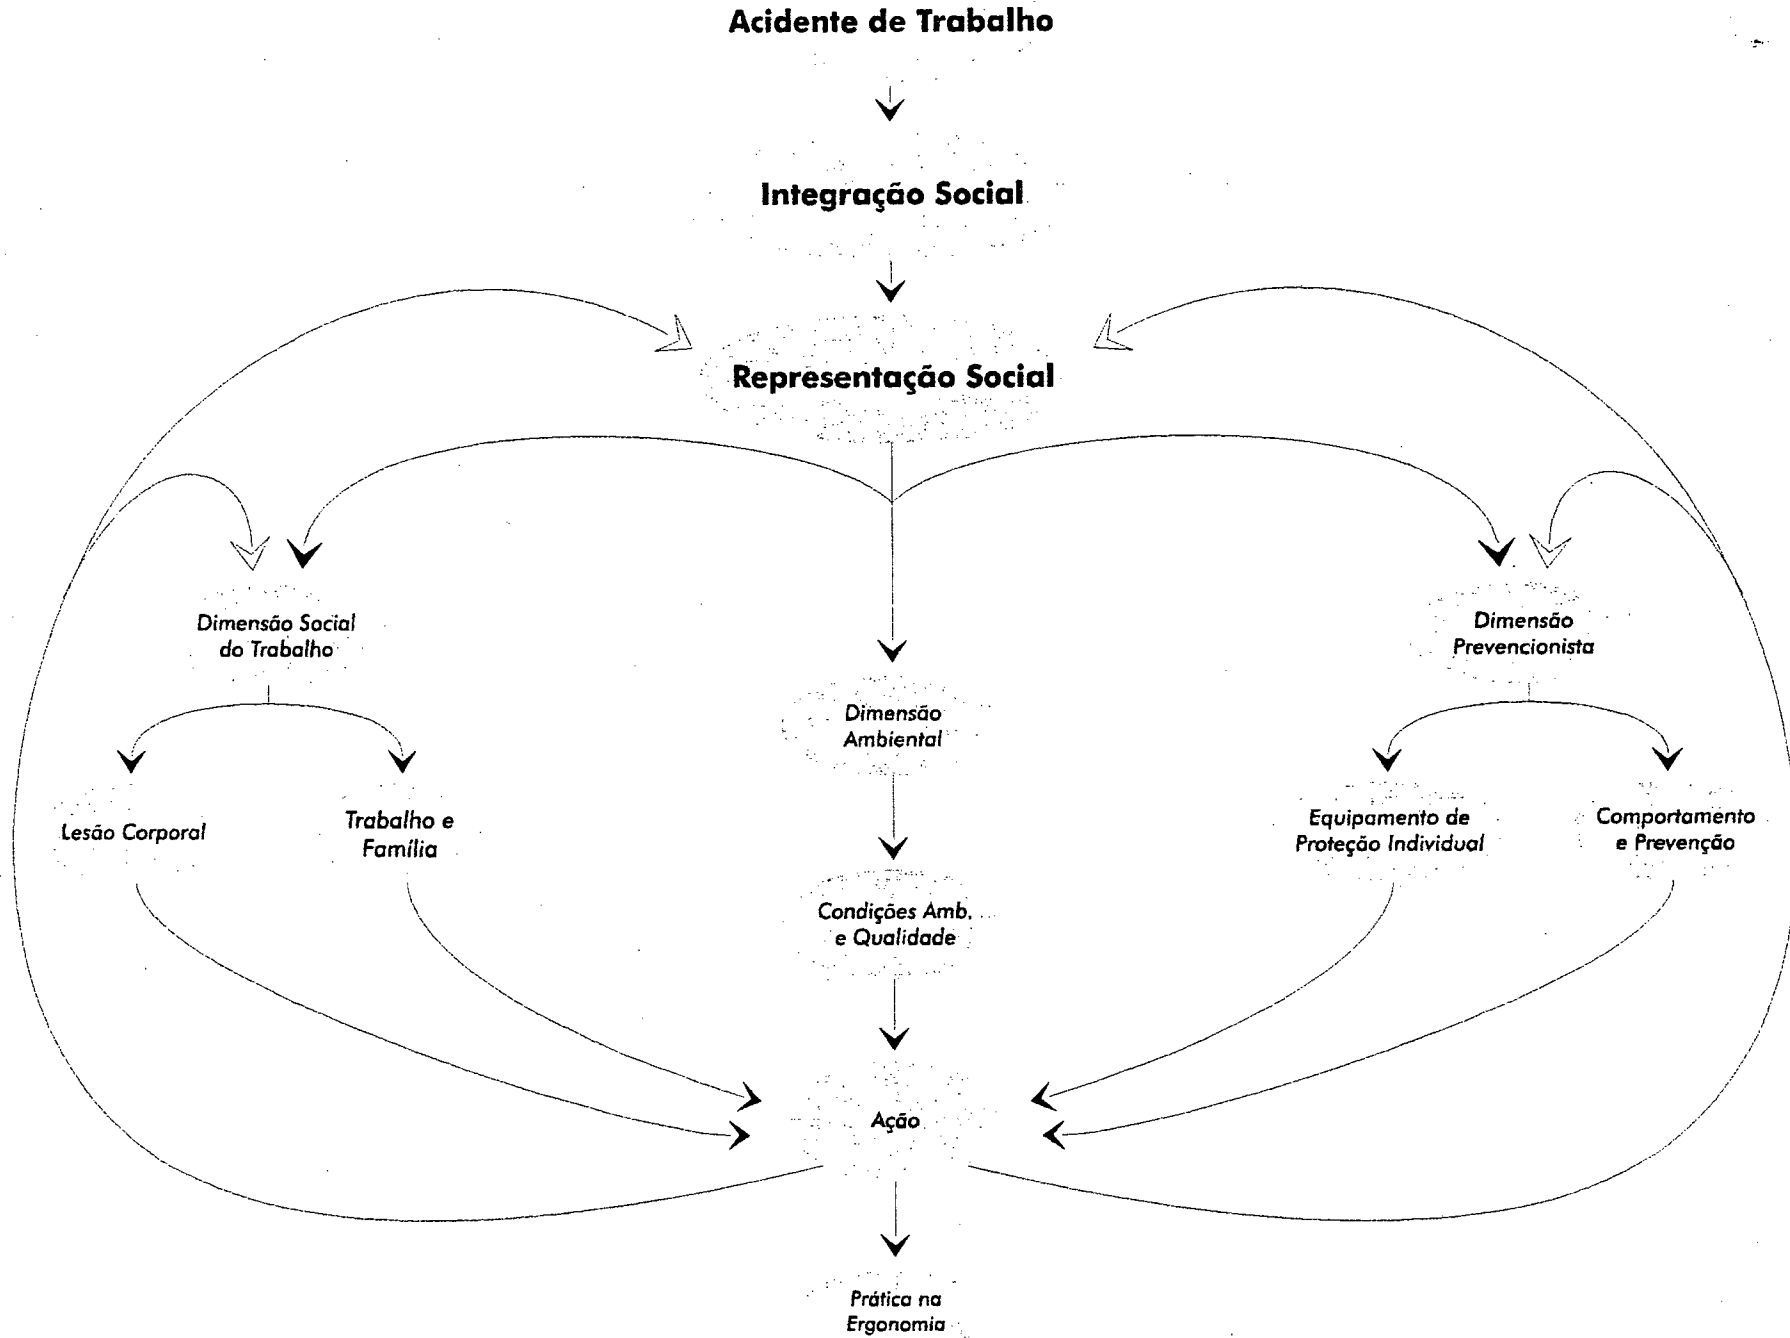 Acidente de Trabalho
Integração Social
Representação Social
Dimensão Social
do Trabalho
Dimensão
Prevencionista
Dimensão
Ambiental
Lesão Corporal
Trabalho e
Família
Equipamento de
Proteção Individual
Comportamento
e Prevenção
Condições Amb.
e Qualidade
Ação
Prática na
Ergonomia